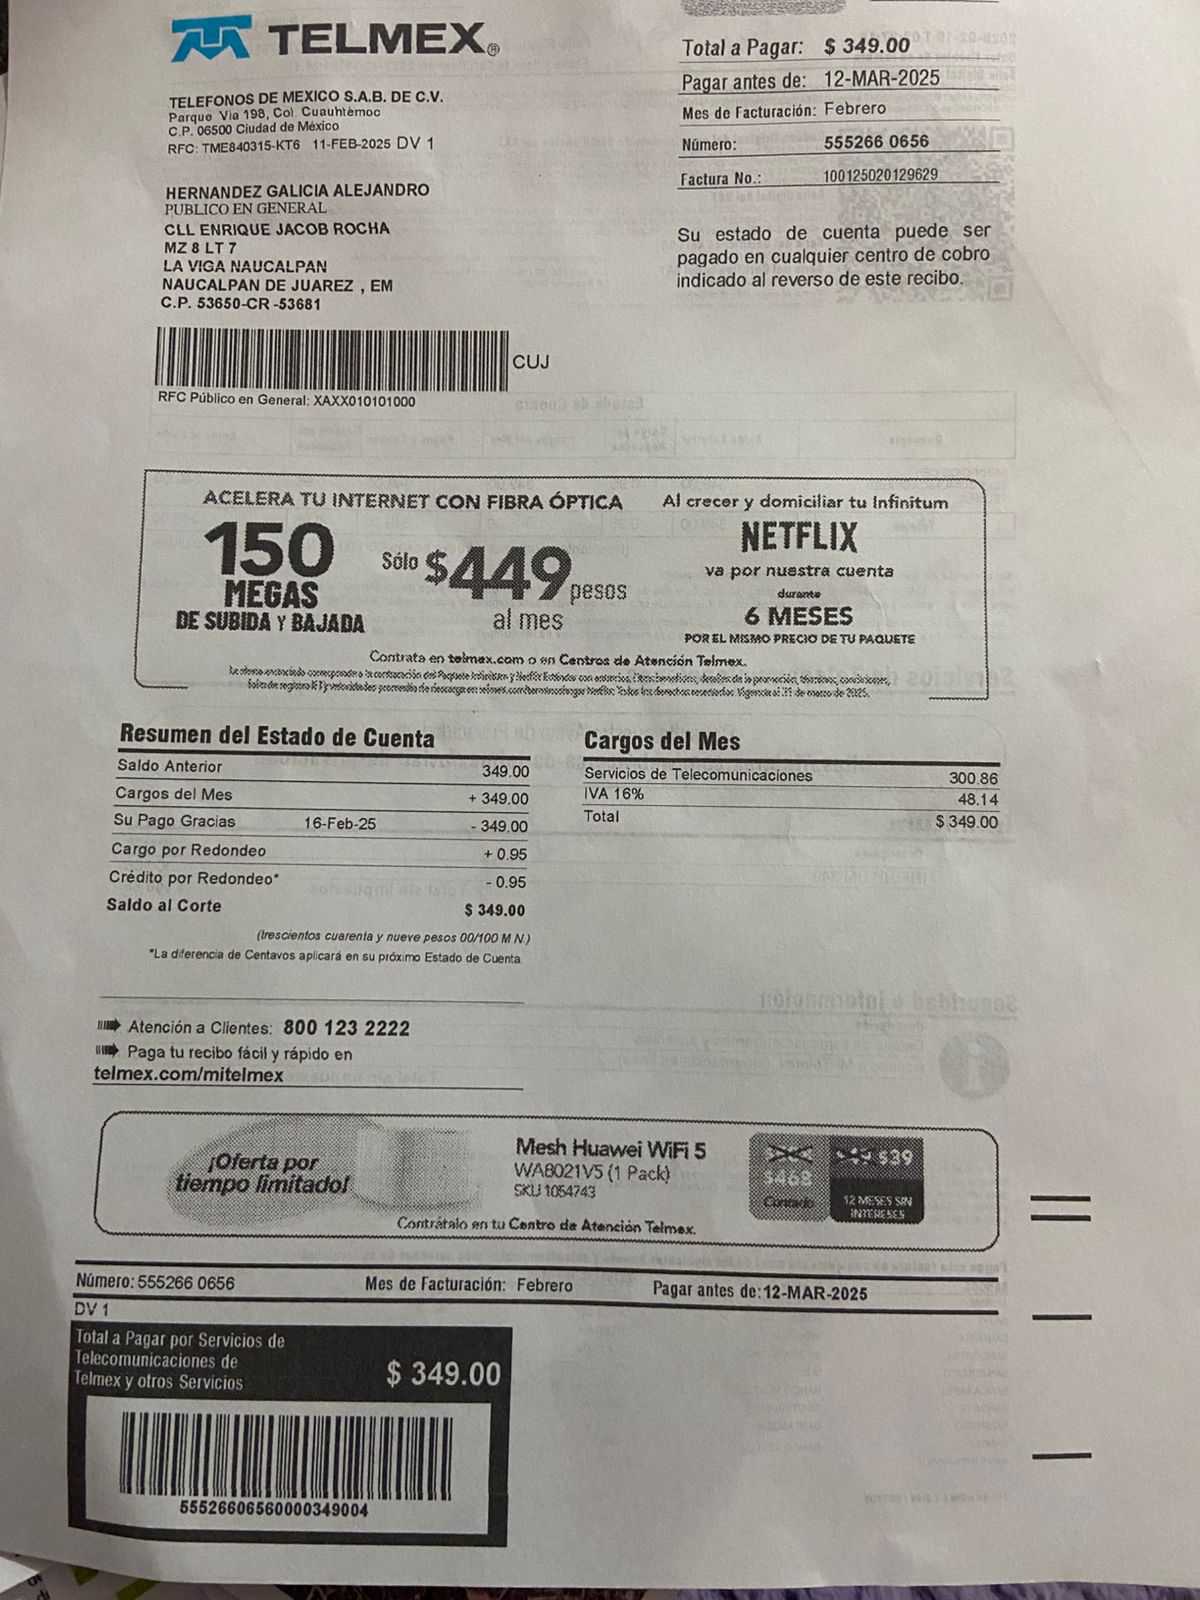 TELMEX®
TELEFONOS DE MEXICO S.A.B. DE C.V.
Parque Via 198, Col. Cuauhtemoc
C.P. 06500 Ciudad de México
RFC: TME840315-KT6 11-FEB-2025 DV 1
HERNANDEZ GALICIA ALEJANDRO
PUBLICO EN GENERAL
CLL ENRIQUE JACOB ROCHA
MZ 8 LT 7
LA VIGA NAUCALPAN
NAUCALPAN DE JUAREZ , EM
C.P. 53650-CR -53681
CUJ
RFC Público en General: XAXX010101000
Total a Pagar: $ 349.00
Pagar antes de: 12-MAR-2025
Mes de Facturación: Febrero
Número: 555266 0656
Factura No.: 100125020129629
Su estado de cuenta puede ser
pagado en cualquier centro de cobro
indicado al reverso de este recibo.
ACELERA TU INTERNET CON FIBRA ÓPTICA
150
MEGAS
DE SUBIDA Y BAJADA
Sólo $449 pesos
al mes
Al crecer y domiciliar tu Infinitum
NETFLIX
va por nuestra cuenta
durante
6 MESES
POR EL MISMO PRECIO DE TU PAQUETE
Contrata en telmex.com o en Centros de Atención Telmex.
Resumen del Estado de Cuenta
Saldo Anterior 349.00
Cargos del Mes + 349.00
Su Pago Gracias 16-Feb-25 - 349.00
Cargo por Redondeo + 0.95
Crédito por Redondeo* - 0.95
Saldo al Corte $ 349.00
(trescientos cuarenta y nueve pesos 00/100 M N )
*La diferencia de Centavos aplicará en su próximo Estado de Cuenta
Cargos del Mes
Servicios de Telecomunicaciones 300.86
IVA 16% 48.14
Total $ 349.00
Atención a Clientes: 800 123 2222
Paga tu recibo fácil y rápido en
telmex.com/mitelmex
¡Oferta por
tiempo limitado!
Mesh Huawei WiFi 5
WA8021V5 (1 Pack)
SKU 1054743
$468
Contado
$39
12 MESES SIN
INTERESES
Contrátalo en tu Centro de Atención Telmex.
Número: 555266 0656 Mes de Facturación: Febrero Pagar antes de: 12-MAR-2025
DV 1
Total a Pagar por Servicios de
Telecomunicaciones de
Telmex y otros Servicios
$ 349.00
55526606560000349004